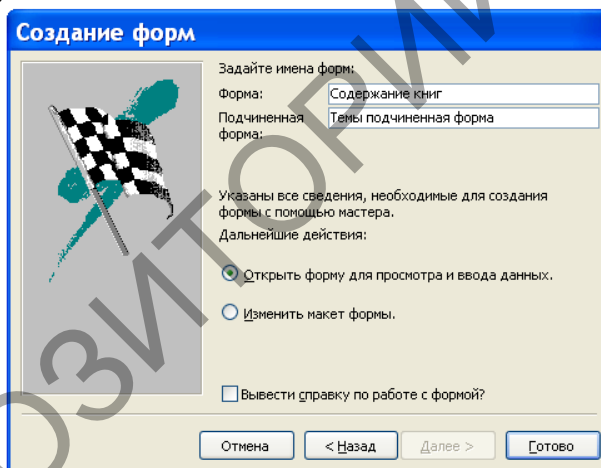 Создание форм
Задайте имена форм:
Форма:
Содержание книг
Подчиненная
форма:
Темы подчиненная форма
Указаны все сведения, необходимые для создания
формы с помощью мастера.
Дальнейшие действия:
Открыть форму для просмотра и ввода данных.
Изменить макет формы.
Вывести справку по работе с формой?
Отмена
< Назад
Далее >
Готово